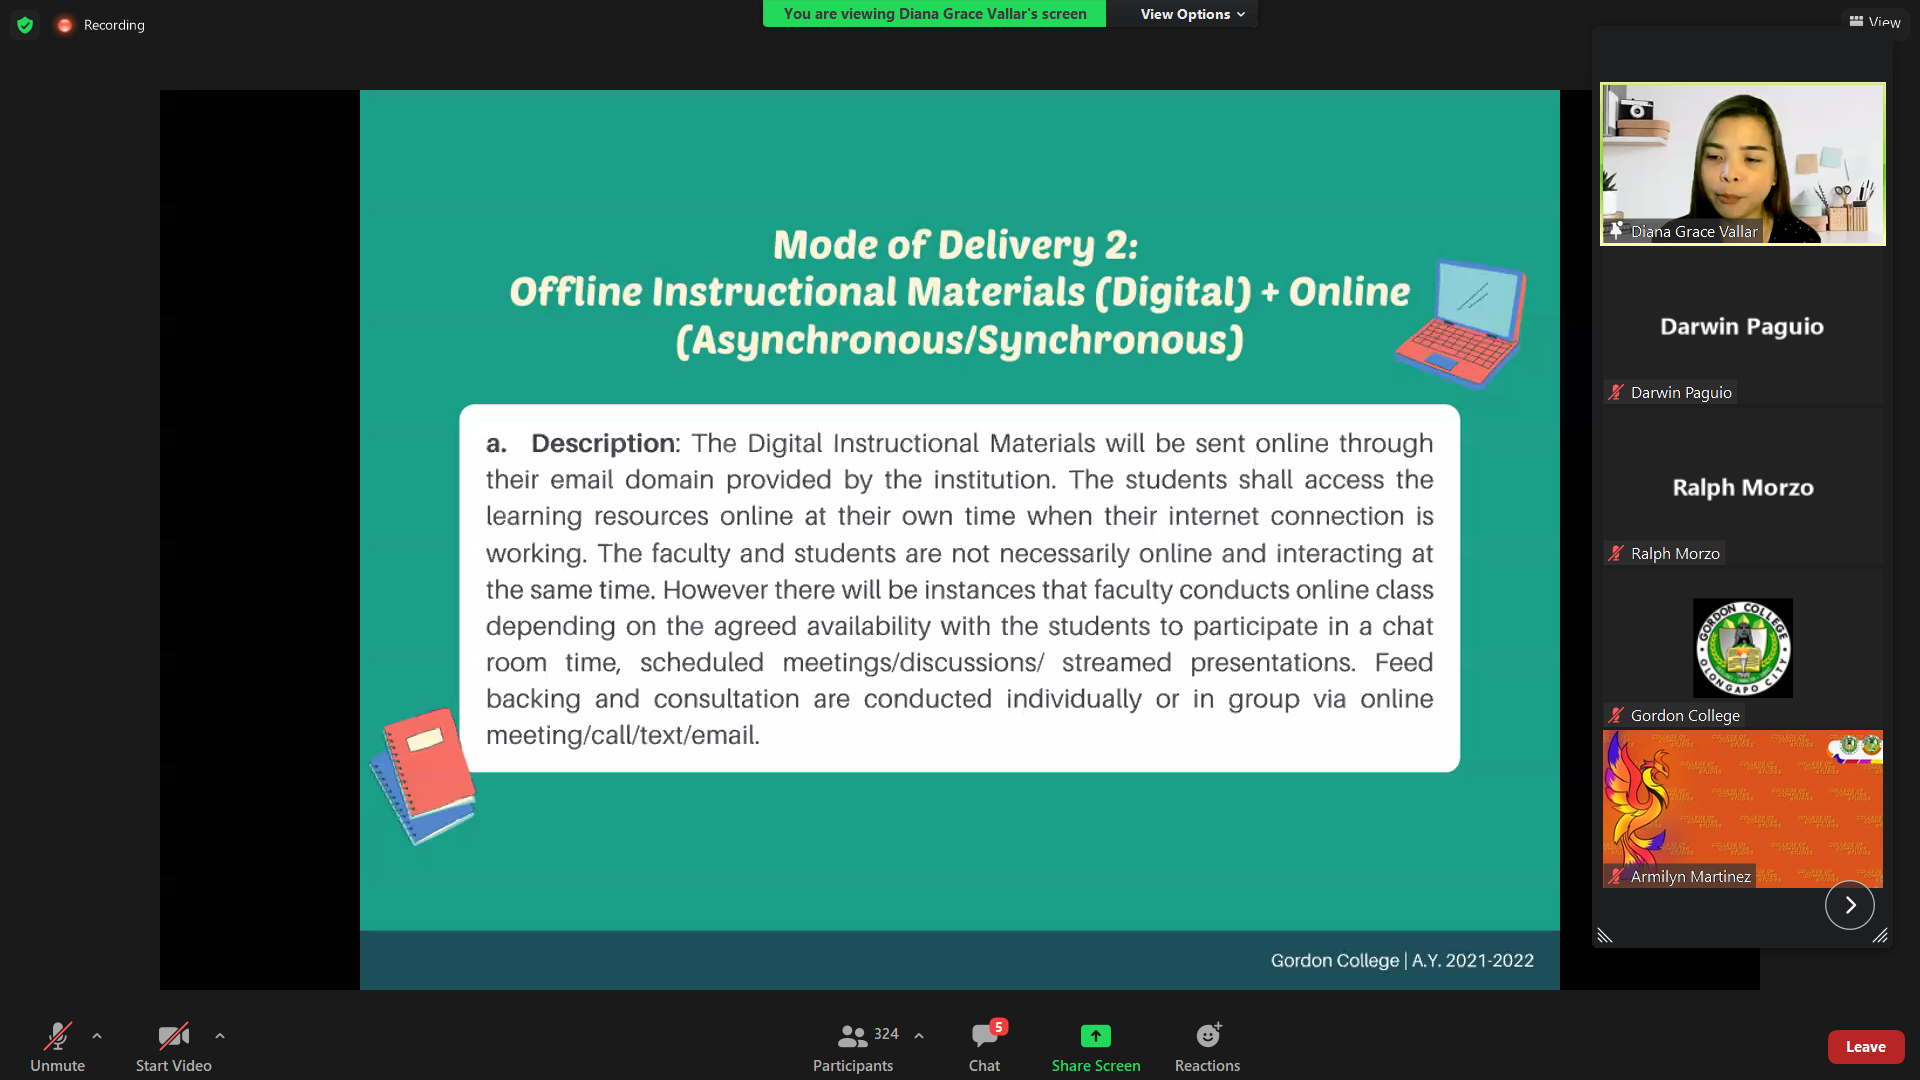 Recording
You are viewing Diana Grace Vallar's screen
View Options
View
Mode of Delivery 2:
Offline Instructional Materials (Digital) + Online
(Asynchronous/Synchronous)
a. Description: The Digital Instructional Materials will be sent online through
their email domain provided by the institution. The students shall access the
learning resources online at their own time when their internet connection is
working. The faculty and students are not necessarily online and interacting at
the same time. However there will be instances that faculty conducts online class
depending on the agreed availability with the students to participate in a chat
room time, scheduled meetings/discussions/ streamed presentations. Feed
backing and consultation are conducted individually or in group via online
meeting/call/text/email.
Gordon College | A.Y. 2021-2022
Diana Grace Vallar
Darwin Paguio
Darwin Paguio
Ralph Morzo
Ralph Morzo
GORDON COLLEGE
OLONGAPO CITY
Gordon College
Armilyn Martinez
Unmute
Start Video
324
Participants
5
Chat
Share Screen
Reactions
Leave